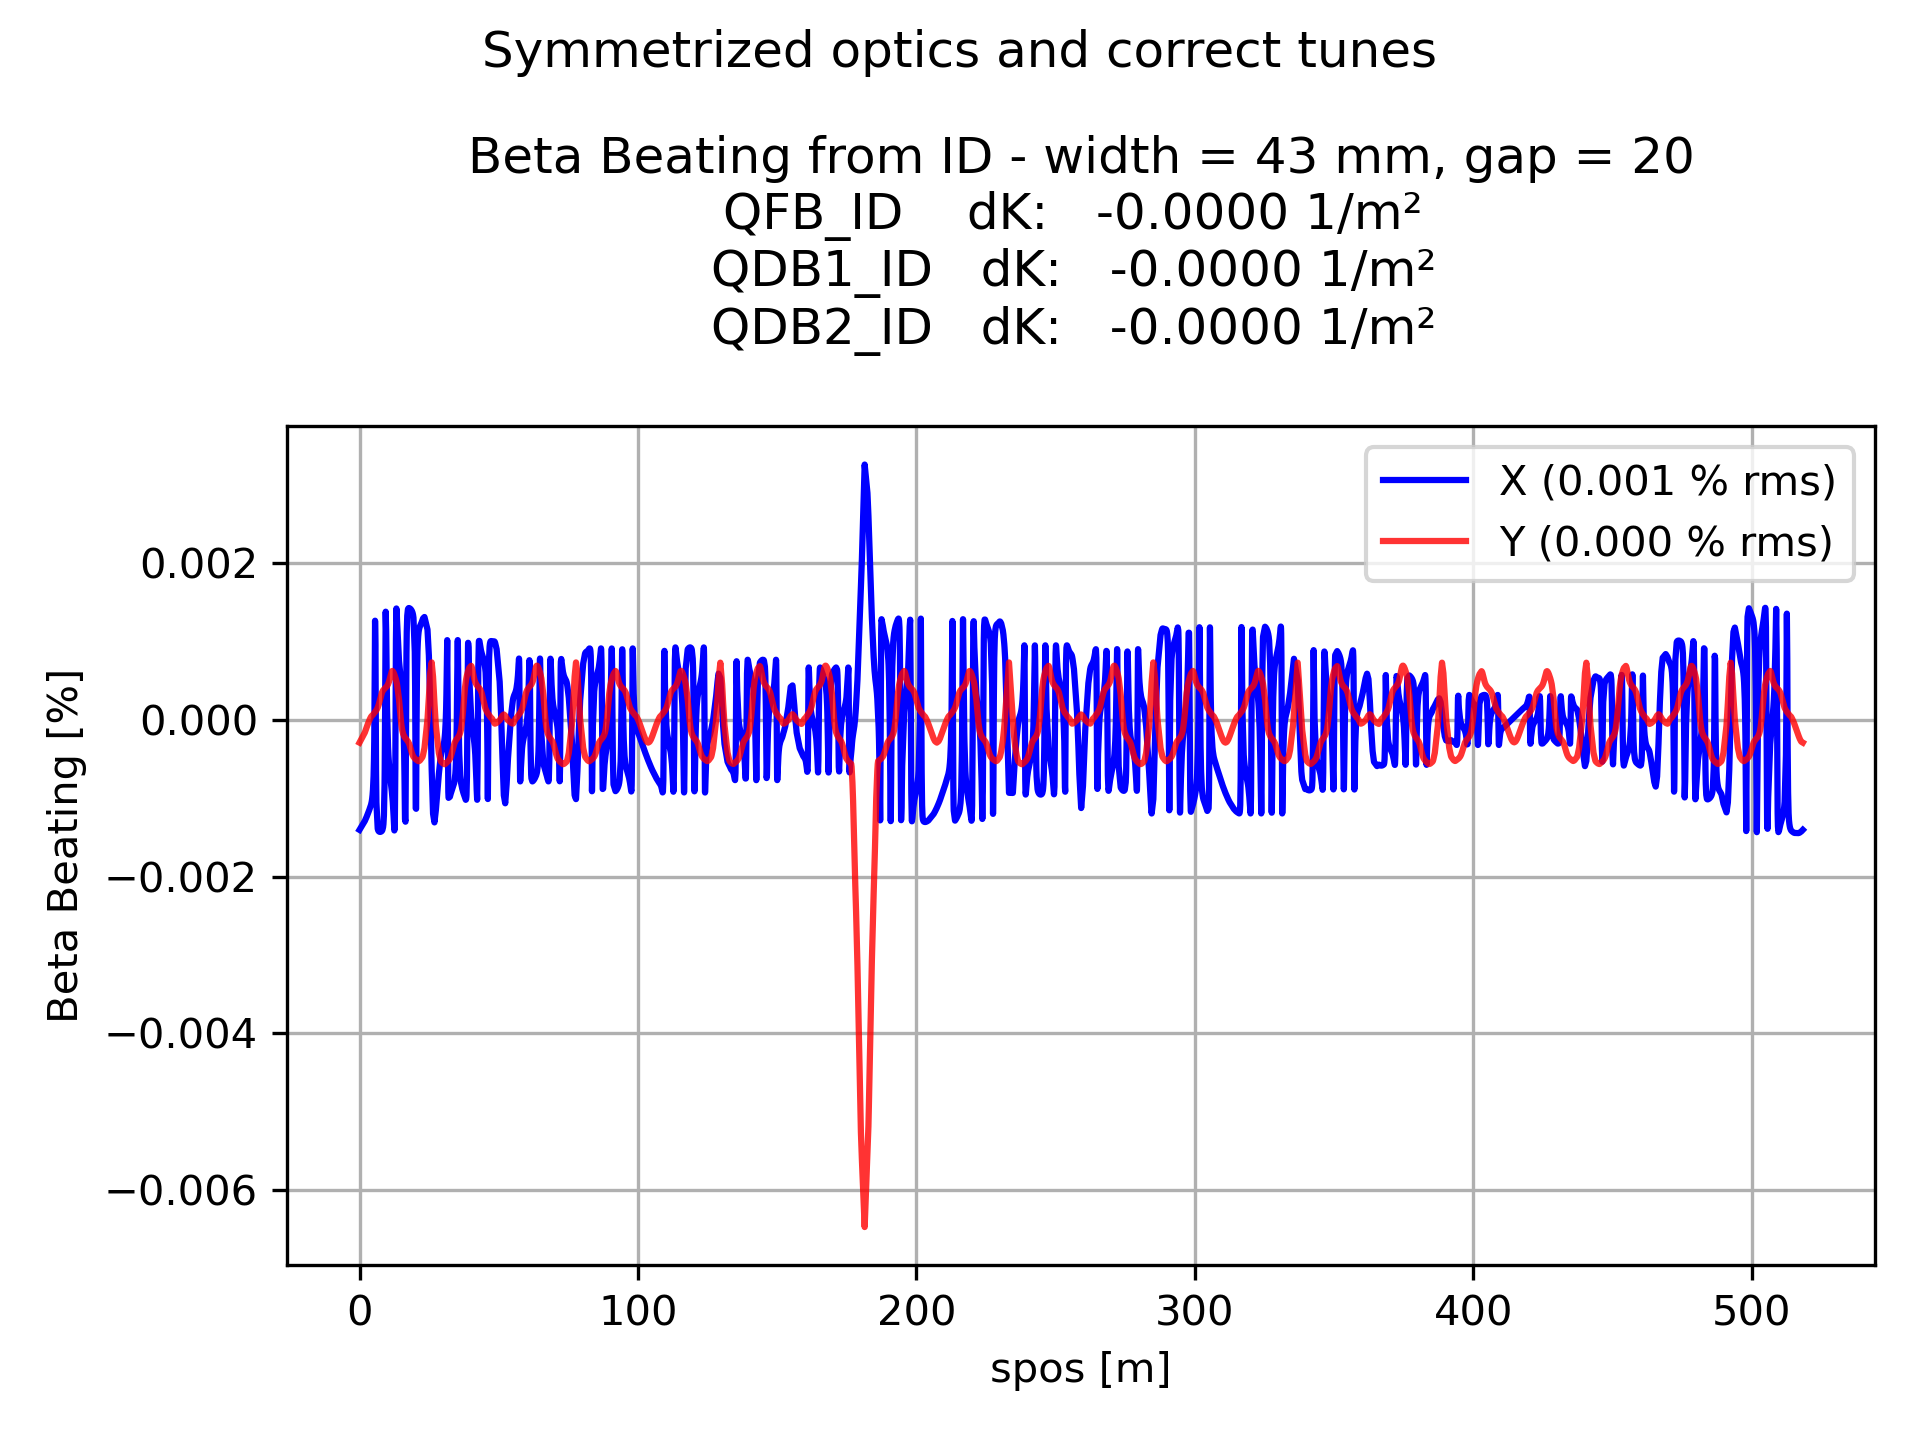 Symmetrized optics and correct tunes
Beta Beating from ID - width = 43 mm, gap = 20
QFB_ID dK: -0.0000 1/m²
QDB1_ID dK: -0.0000 1/m²
QDB2_ID dK: -0.0000 1/m²
X (0.001 % rms)
Y (0.000 % rms)
0.002
0.000
−0.002
−0.004
−0.006
Beta Beating [%]
0 100 200 300 400 500
spos [m]